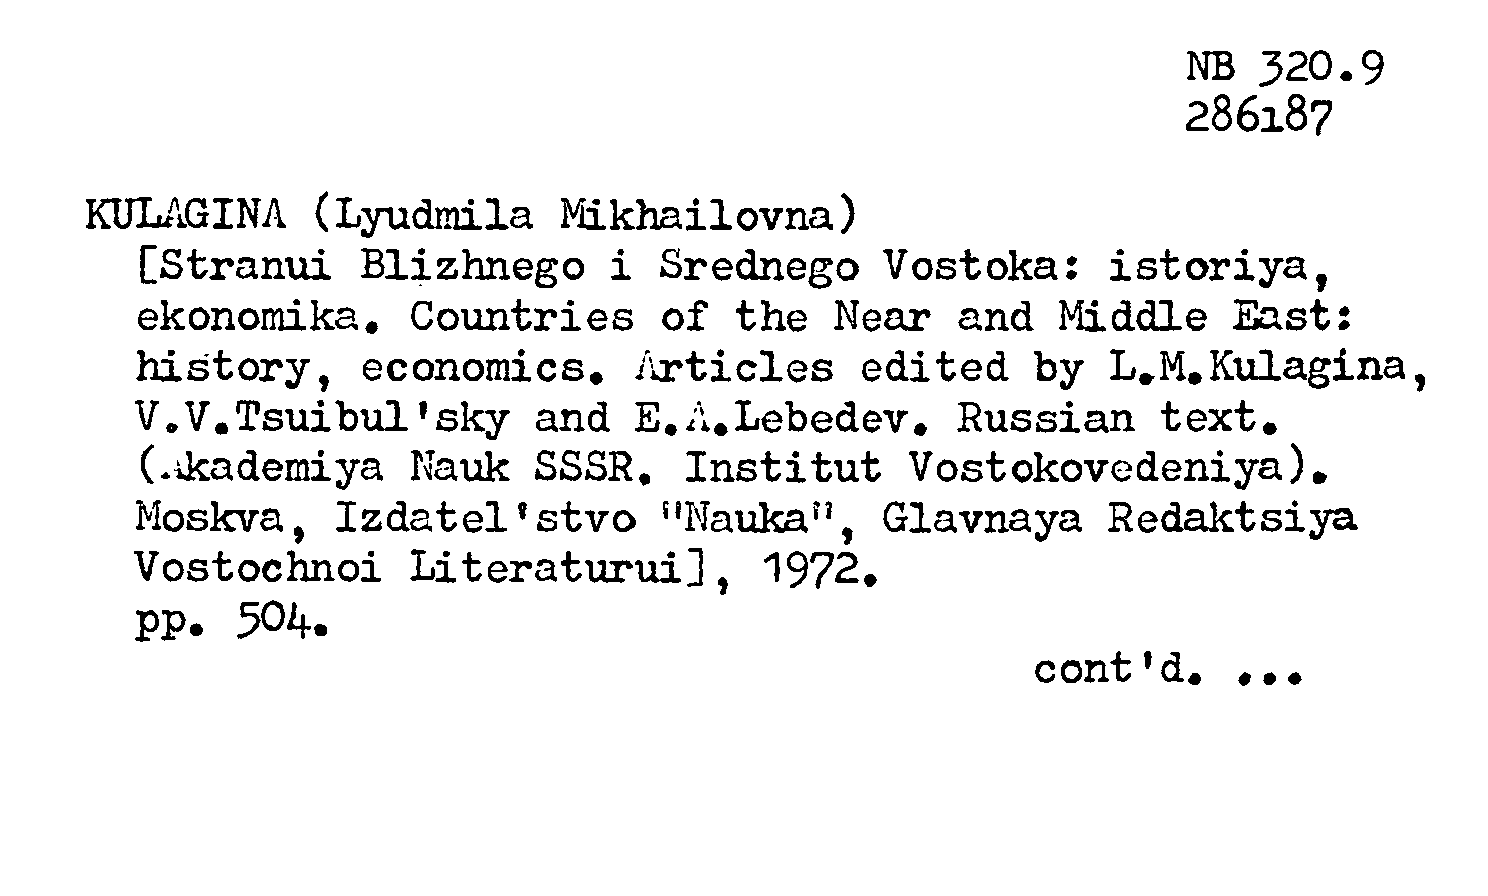 NB 320.9
286187
KULAGINA (Lyudmila Mikhailovna)
[Stranui Blizhnego i Srednego Vostoka: istoriya,
ekonomika. Countries of the Near and Middle East:
history, economics. Articles edited by L.M.Kulagina,
V.V.Tsuibul'sky and E.A.Lebedev. Russian text.
(Akademiya Nauk SSSR. Institut Vostokovedeniya).
Moskva, Izdatel'stvo "Nauka", Glavnaya Redaktsiya
Vostochnoi Literaturui], 1972.
pp. 504.
cont'd. ...